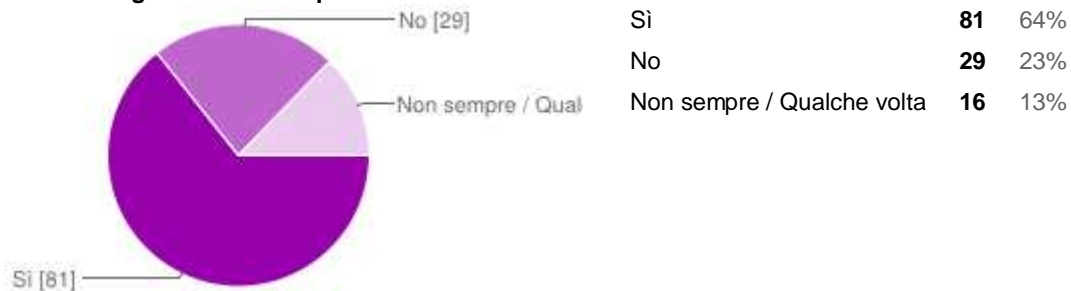 No [29]
Non sempre / Qual
Sì [81]
Sì 81 64%
No 29 23%
Non sempre / Qualche volta 16 13%